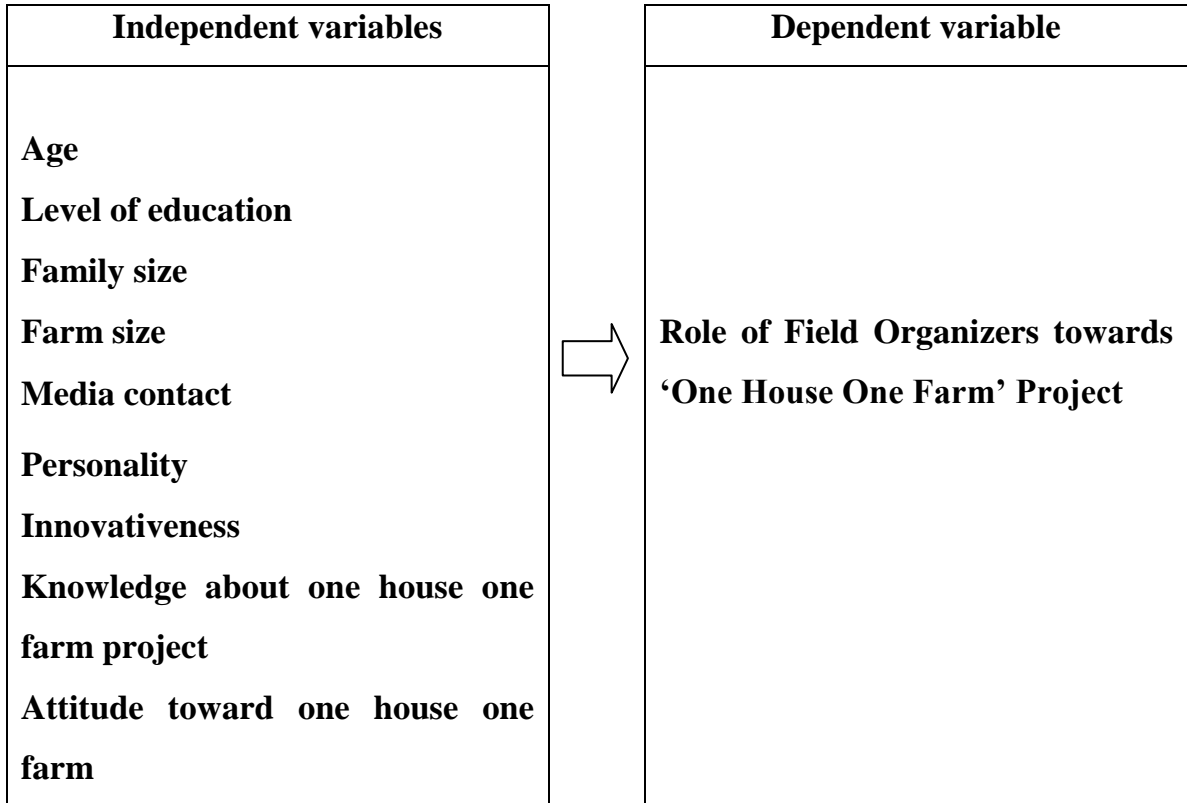 Independent variables
Age
Level of education
Family size
Farm size
Media contact
Personality
Innovativeness
Knowledge about one house one
farm project
Attitude toward one house one
farm
Dependent variable
Role of Field Organizers towards
‘One House One Farm’ Project